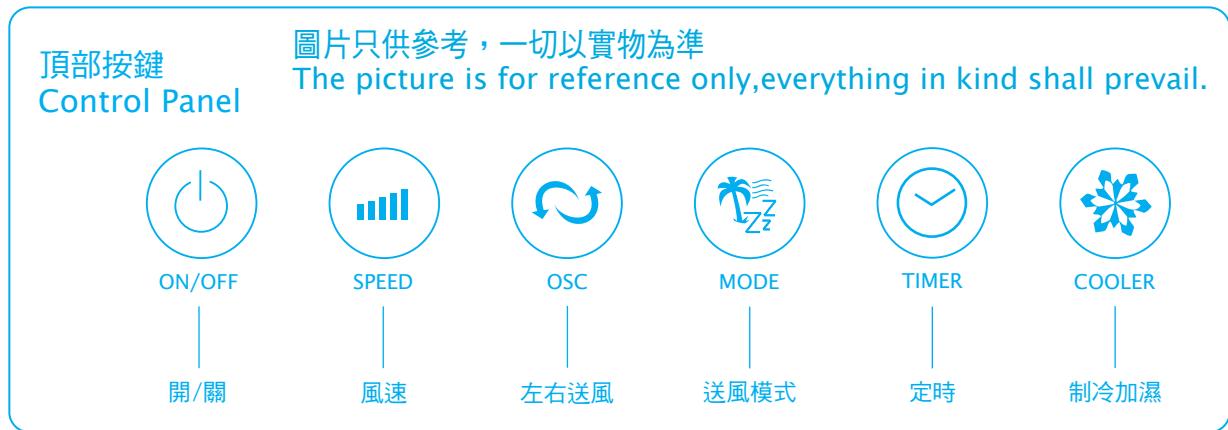 頂部按鍵
Control Panel
圖片只供參考，一切以實物為準
The picture is for reference only,everything in kind shall prevail.
ON/OFF
SPEED
OSC
MODE
TIMER
COOLER
開/關
風速
左右送風
送風模式
定時
制冷加濕